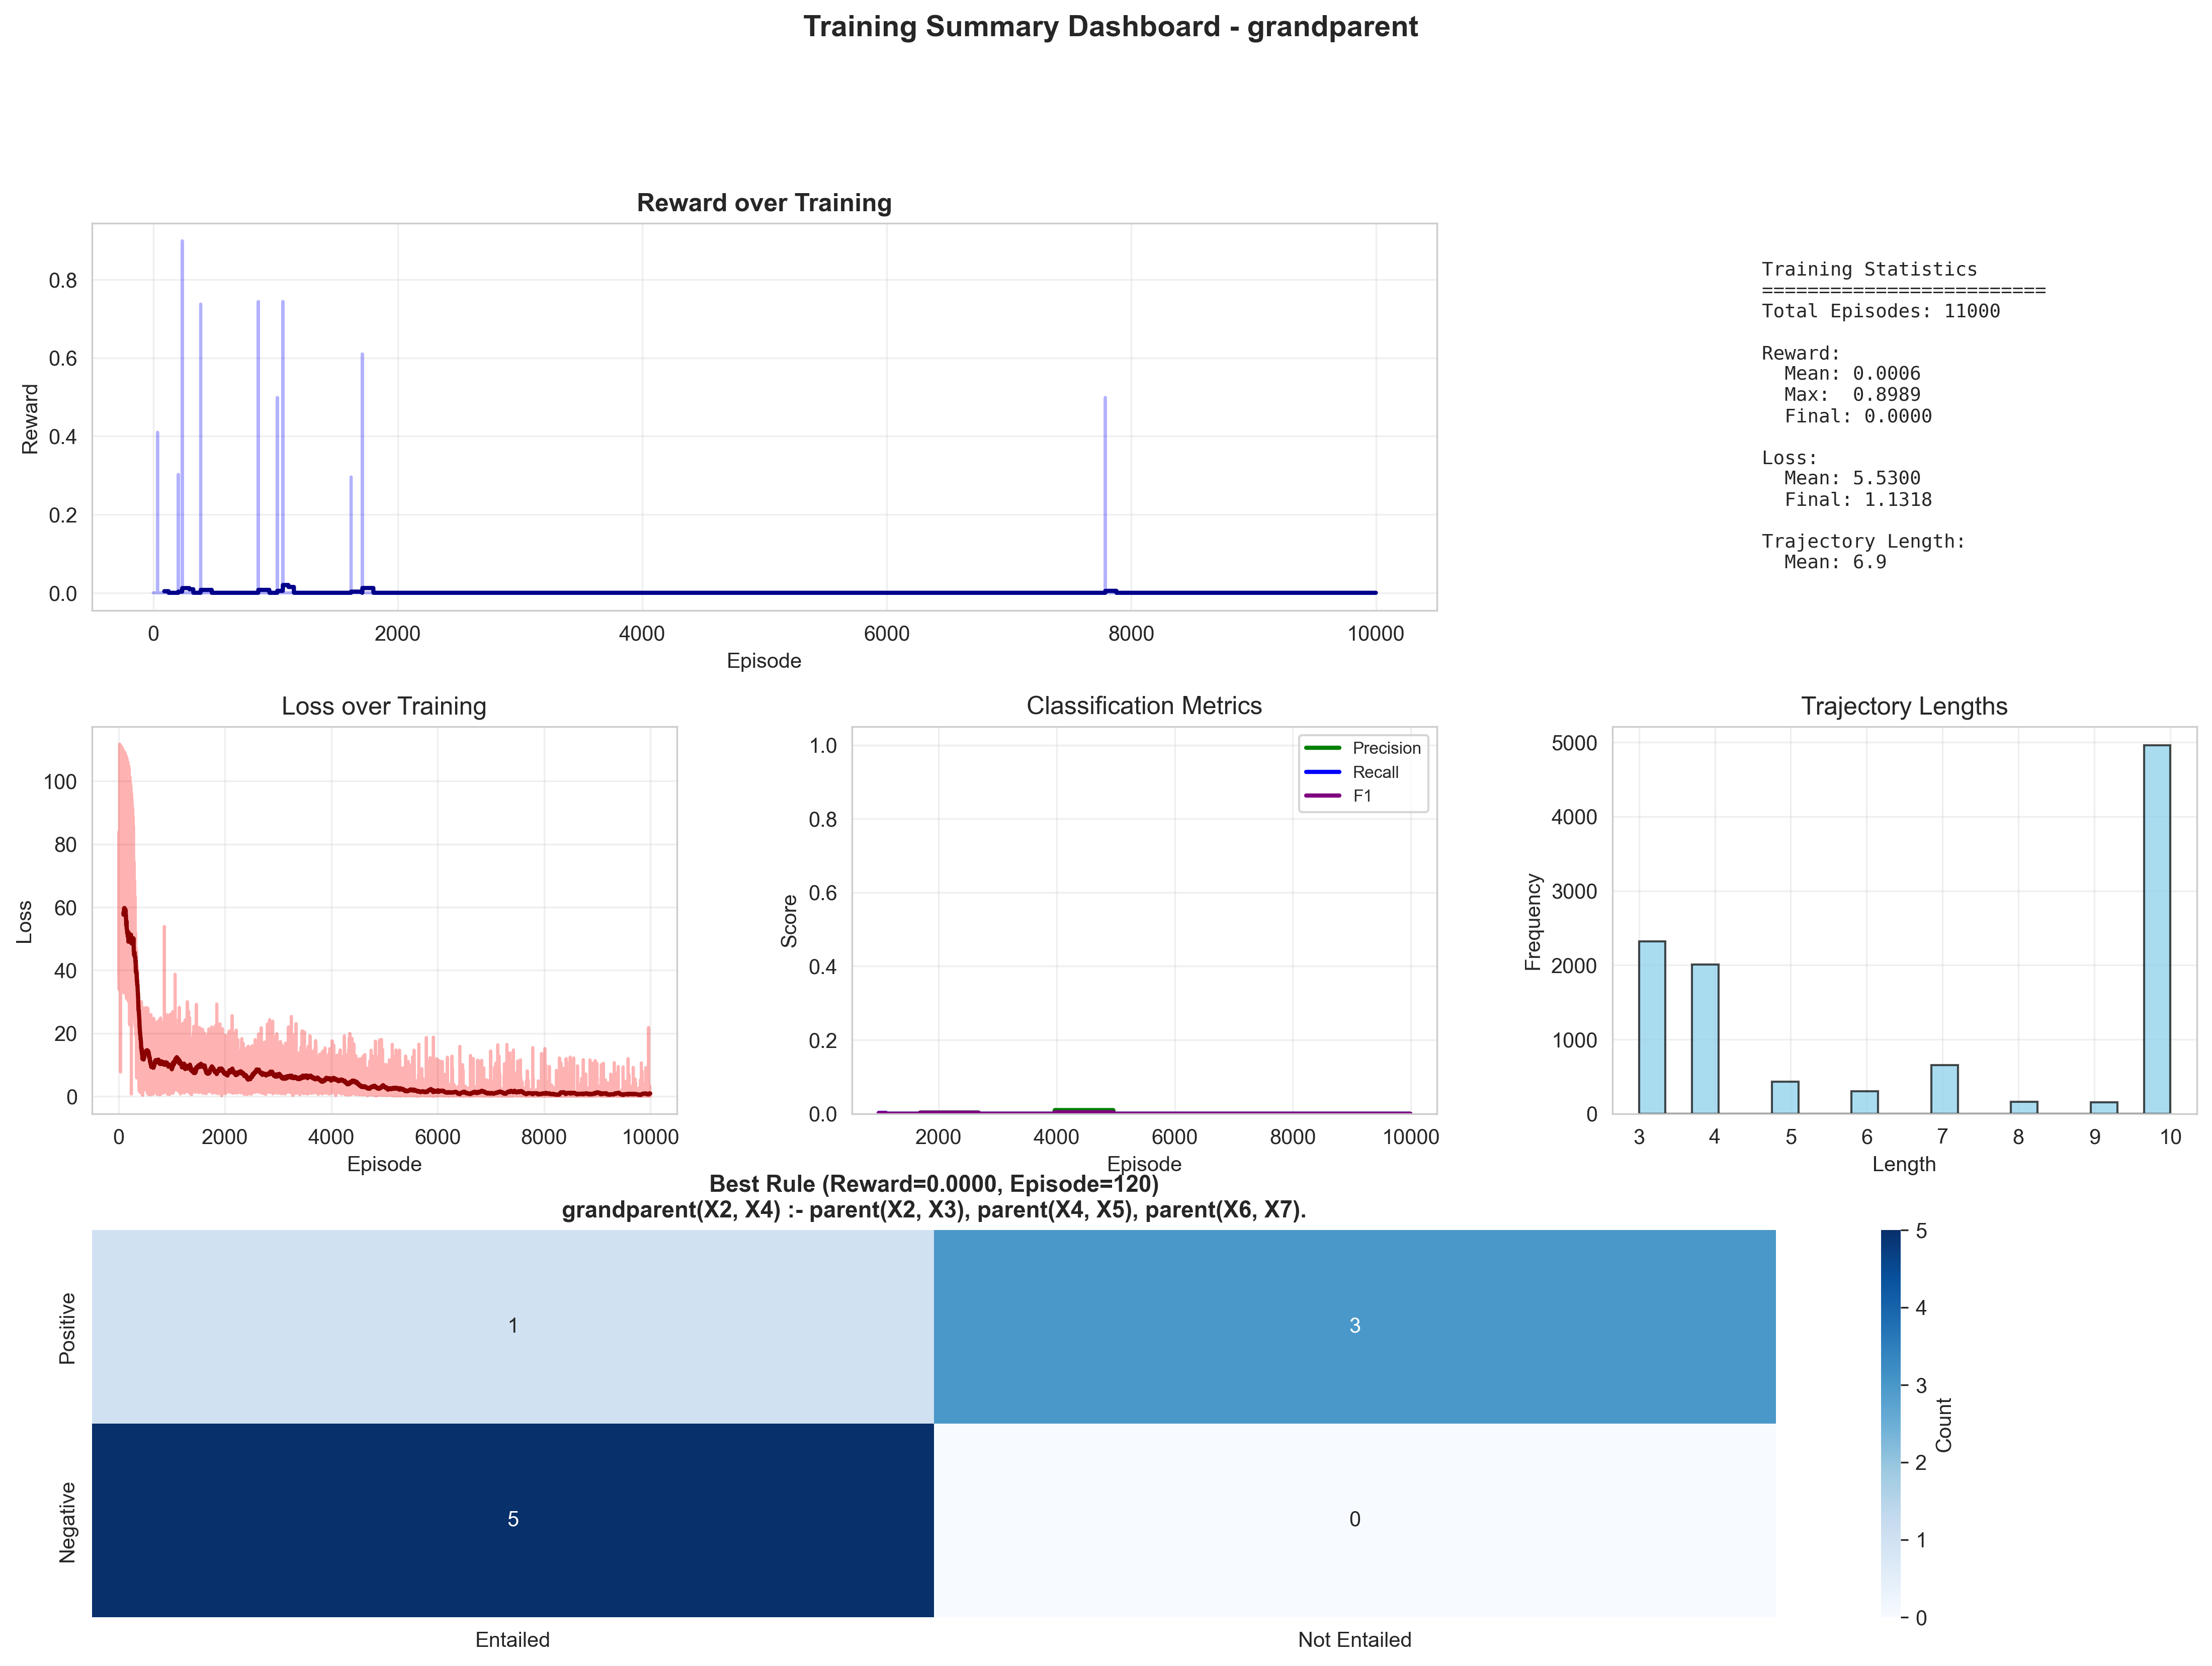 Training Summary Dashboard - grandparent
Reward over Training
Reward
0.8
0.6
0.4
0.2
0.0
0 2000 4000 6000 8000 10000
Episode
Training Statistics
=========================
Total Episodes: 11000
Reward:
Mean: 0.0006
Max: 0.8989
Final: 0.0000
Loss:
Mean: 5.5300
Final: 1.1318
Trajectory Length:
Mean: 6.9
Loss over Training
Loss
100
80
60
40
20
0
0 2000 4000 6000 8000 10000
Episode
Classification Metrics
Score
1.0
0.8
0.6
0.4
0.2
0.0
Precision
Recall
F1
2000 4000 6000 8000 10000
Episode
Trajectory Lengths
Frequency
5000
4000
3000
2000
1000
0
3 4 5 6 7 8 9 10
Length
Best Rule (Reward=0.0000, Episode=120)
grandparent(X2, X4) :- parent(X2, X3), parent(X4, X5), parent(X6, X7).
Positive
1 3
Negative
5 0
Entailed Not Entailed
5
4
3
2
1
0
Count